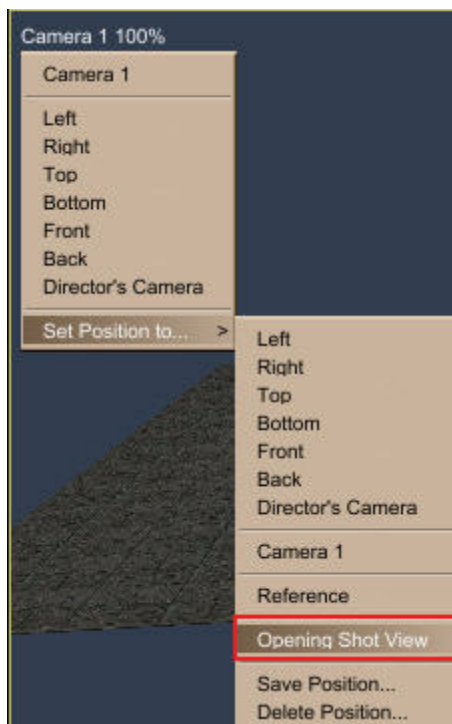 Camera 1 100%
Camera 1
Left
Right
Top
Bottom
Front
Back
Director's Camera
Set Position to... >
Left
Right
Top
Bottom
Front
Back
Director's Camera
Camera 1
Reference
Opening Shot View
Save Position...
Delete Position...